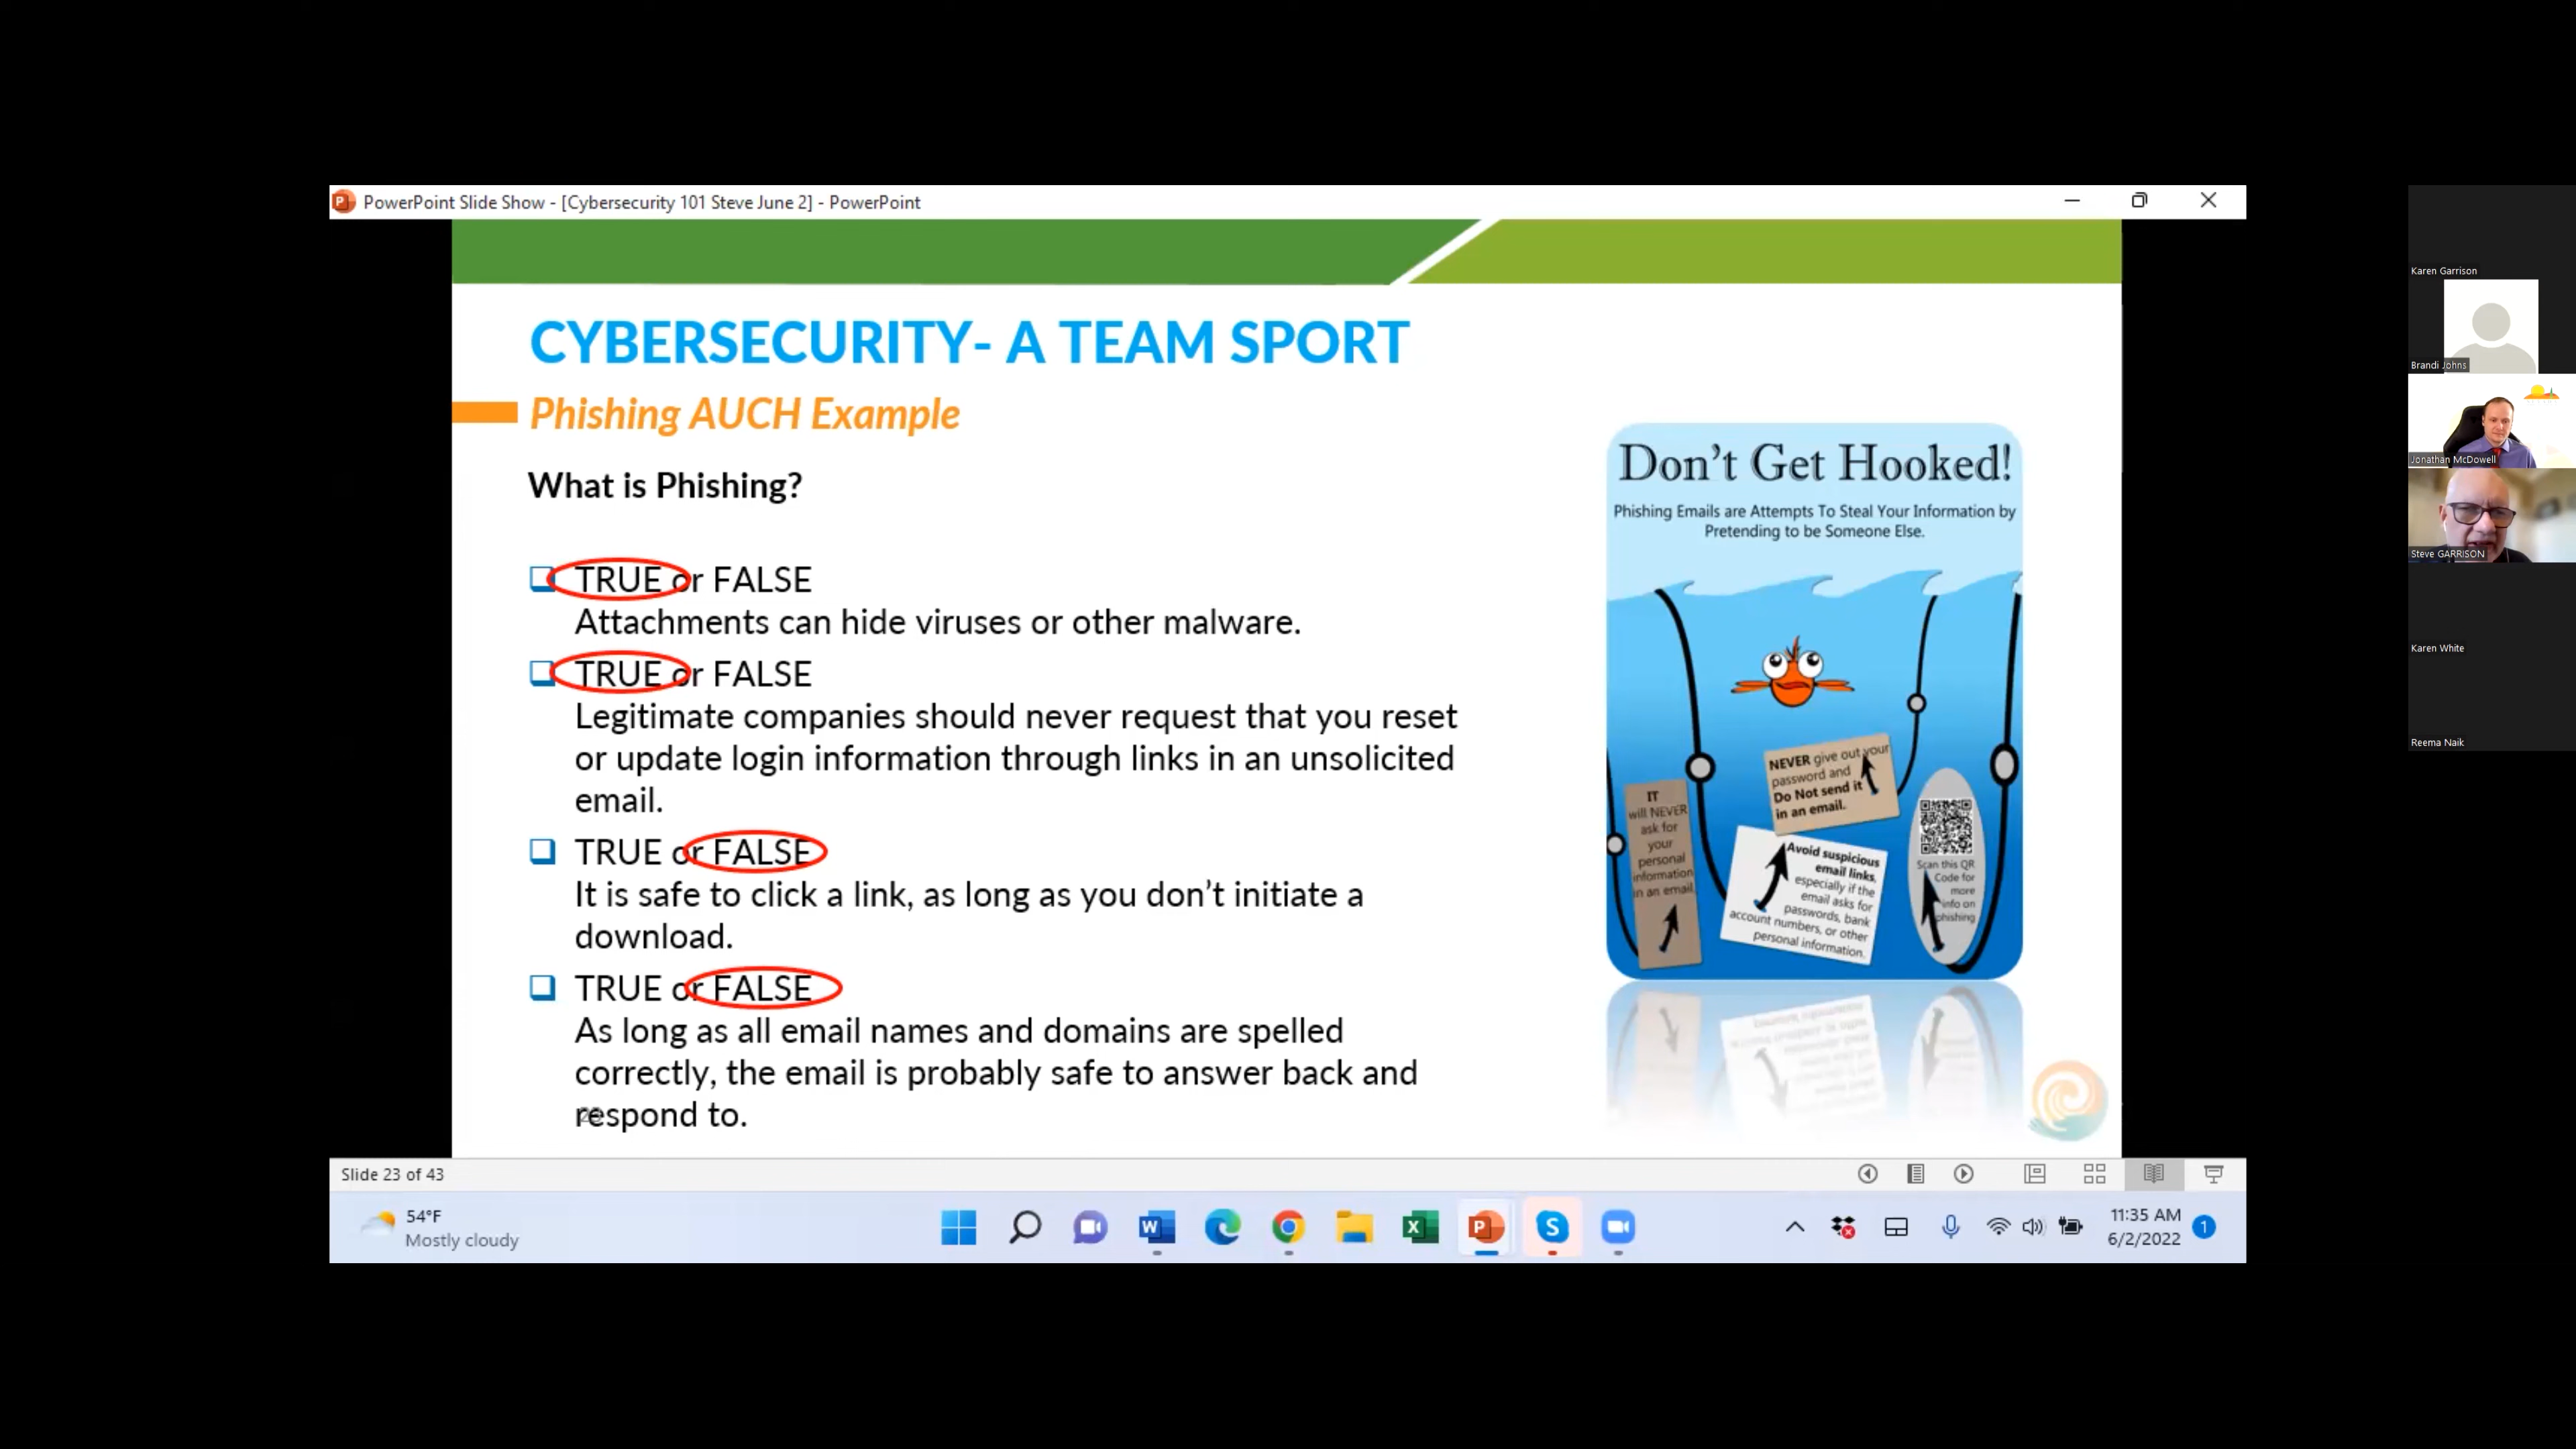 PowerPoint Slide Show - [Cybersecurity 101 Steve June 2] - PowerPoint
CYBERSECURITY- A TEAM SPORT
Phishing AUCH Example
What is Phishing?
TRUE or FALSE
Attachments can hide viruses or other malware.
TRUE or FALSE
Legitimate companies should never request that you reset
or update login information through links in an unsolicited
email.
TRUE or FALSE
It is safe to click a link, as long as you don't initiate a
download.
TRUE or FALSE
As long as all email names and domains are spelled
correctly, the email is probably safe to answer back and
respond to.
23
Don't Get Hooked!
Phishing Emails are Attempts To Steal Your Information by
Pretending to be Someone Else.
IT
will NEVER
ask for
your
personal
information
in an email
NEVER give out your
password and
Do Not send it
in an email.
Avoid suspicious
email links,
especially if the
email asks for
passwords, bank
account numbers, or other
personal information.
Scan this QR
Code for
more
info on
phishing
Slide 23 of 43
54°F
Mostly cloudy
11:35 AM
6/2/2022
1
Karen Garrison
Brandi Johns
Jonathan McDowell
Steve GARRISON
Karen White
Reema Naik